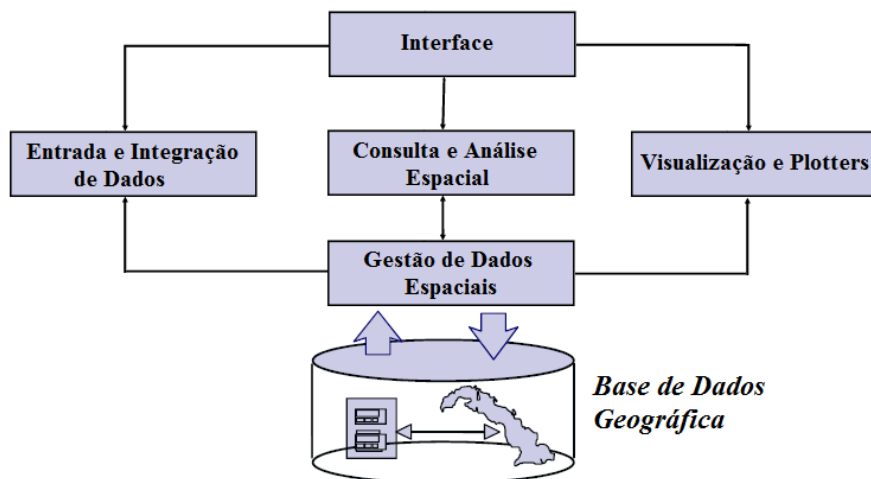 Interface
Entrada e Integração
de Dados
Consulta e Análise
Espacial
Visualização e Plotters
Gestão de Dados
Espaciais
Base de Dados
Geográfica